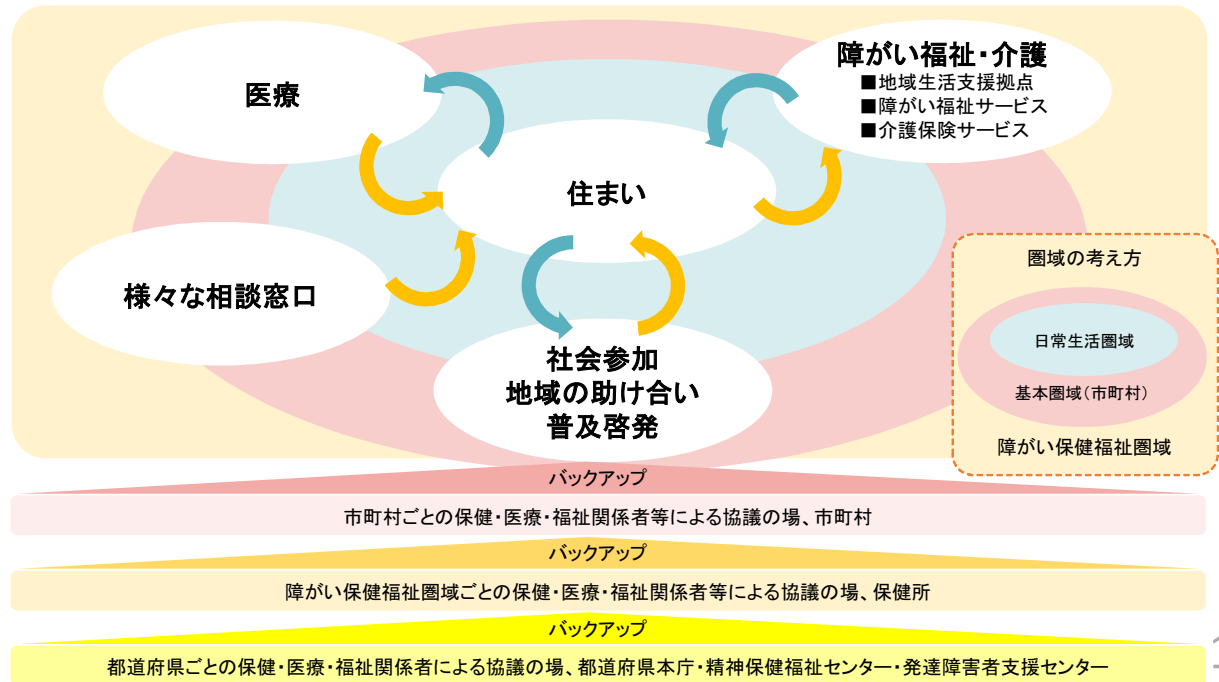 医療
障がい福祉・介護
■地域生活支援拠点
■障がい福祉サービス
■介護保険サービス
住まい
様々な相談窓口
社会参加
地域の助け合い
普及啓発
圏域の考え方
日常生活圏域
基本圏域(市町村)
障がい保健福祉圏域
バックアップ
市町村ごとの保健・医療・福祉関係者等による協議の場、市町村
バックアップ
障がい保健福祉圏域ごとの保健・医療・福祉関係者等による協議の場、保健所
バックアップ
都道府県ごとの保健・医療・福祉関係者による協議の場、都道府県本庁・精神保健福祉センター・発達障害者支援センター